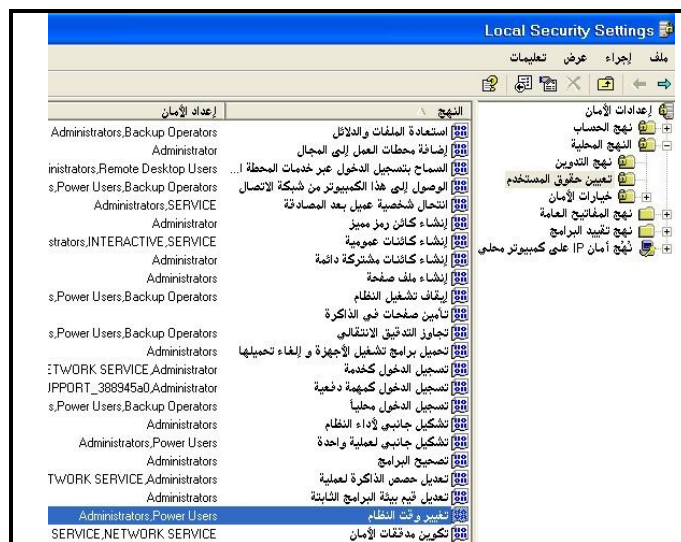 Local Security Settings
ملف إجراء عرض تعليمات
إعدادات الأمان
نهج الحساب
النهج المحلية
نهج التدوين
تعيين حقوق المستخدم
خيارات الأمان
نهج المفاتيح العامة
نهج تقييد البرامج
نُهُج أمان IP على كمبيوتر محلي
النهج إعداد الأمان
استعادة الملفات والدلائل Administrators,Backup Operators
إضافة محطات العمل إلى المجال Administrator
السماح بتسجيل الدخول عبر خدمات المحطة ا... inistrators,Remote Desktop Users
الوصول إلى هذا الكمبيوتر من شبكة الاتصال s,Power Users,Backup Operators
انتحال شخصية عميل بعد المصادقة Administrators,SERVICE
إنشاء كائن رمز مميز Administrator
إنشاء كائنات عمومية strators,INTERACTIVE,SERVICE
إنشاء كائنات مشتركة دائمة Administrator
إنشاء ملف صفحة Administrators
إيقاف تشغيل النظام s,Power Users,Backup Operators
تأمين صفحات في الذاكرة
تجاوز التدقيق الانتقالي s,Power Users,Backup Operators
تحميل برامج تشغيل الأجهزة و إلغاء تحميلها Administrators
تسجيل الدخول كخدمة ETWORK SERVICE,Administrator
تسجيل الدخول كمهمة دفعية JPPORT_388945a0,Administrator
تسجيل الدخول محلياً s,Power Users,Backup Operators
تشكيل جانبي لأداء النظام Administrators
تشكيل جانبي لعملية واحدة Administrators,Power Users
تصحيح البرامج Administrators
تعديل حصص الذاكرة لعملية TWORK SERVICE,Administrators
تعديل قيم بيئة البرامج الثابتة Administrators
تغيير وقت النظام Administrators,Power Users
تكوين مدققات الأمان SERVICE,NETWORK SERVICE